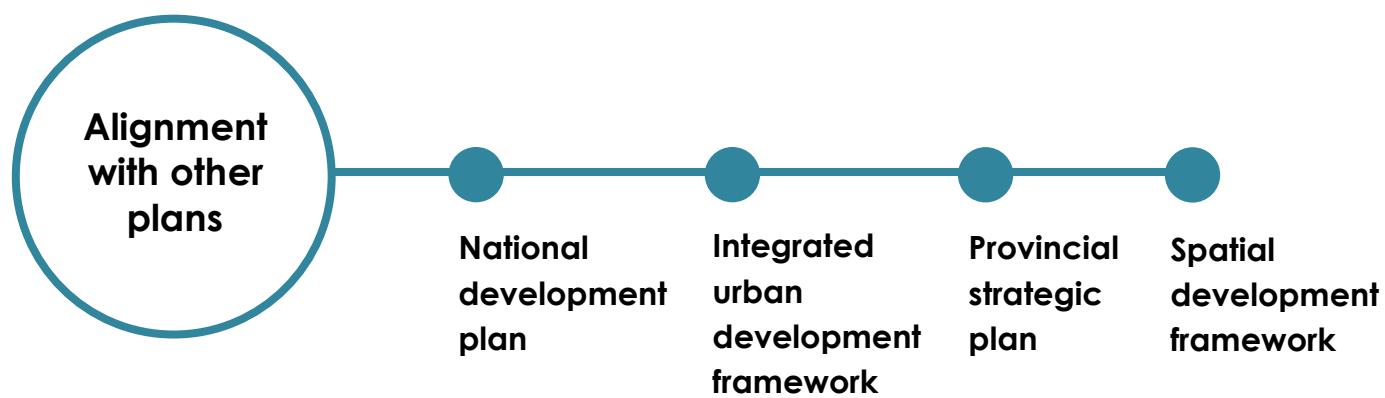 Alignment
with other
plans
National
development
plan
Integrated
urban
development
framework
Provincial
strategic
plan
Spatial
development
framework